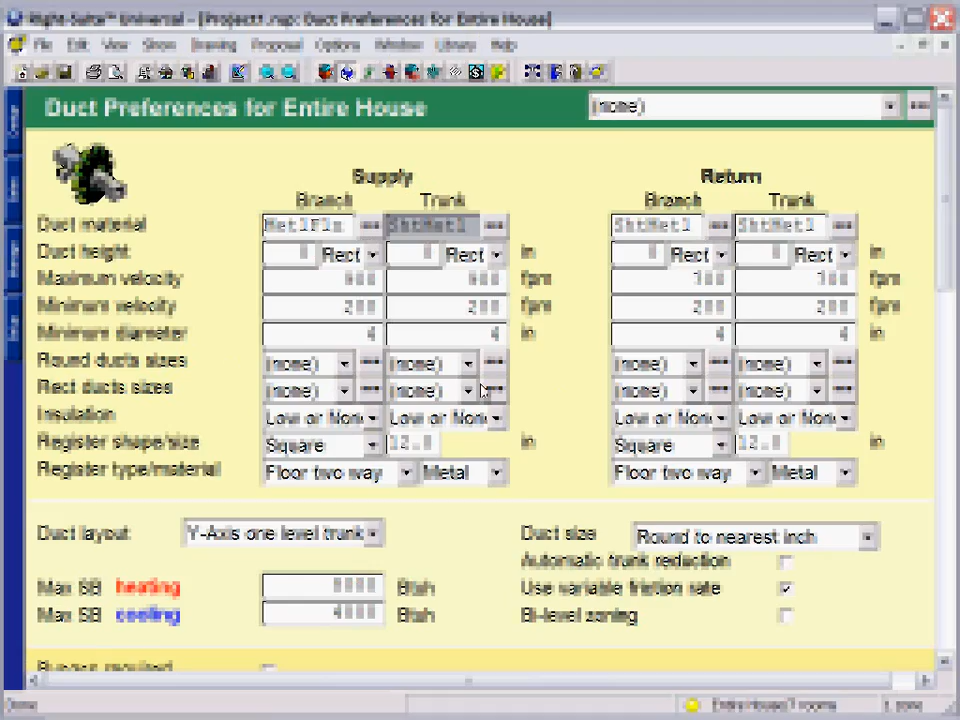 Right-Suite™ Universal - [Project1.rsp: Duct Preferences for Entire House]
File Edit View Show Drawing Proposal Options Window Library Help
Duct Preferences for Entire House (none)
Supply Return
Branch Trunk Branch Trunk
Duct material ShtMetl ShtMetl ShtMetl
Duct height Rect Rect in Rect Rect in
Maximum velocity 900 900 fpm 700 700 fpm
Minimum velocity 200 200 fpm 200 200 fpm
Minimum diameter 4 4 in 4 4 in
Round ducts sizes (none) (none) (none) (none)
Rect ducts sizes (none) (none) (none) (none)
Insulation Low or Non Low or Non Low or Non Low or Non
Register shape/size Square 12.0 in Square 12.0 in
Register type/material Floor two way Metal Floor two way Metal
Duct layout Y-Axis one level trunk Duct size Round to nearest inch
Automatic trunk reduction
Max SB heating Btuh Use variable friction rate
Max SB cooling 4000 Btuh Bi-level zoning
Bypass required
Done Entire House/7 rooms